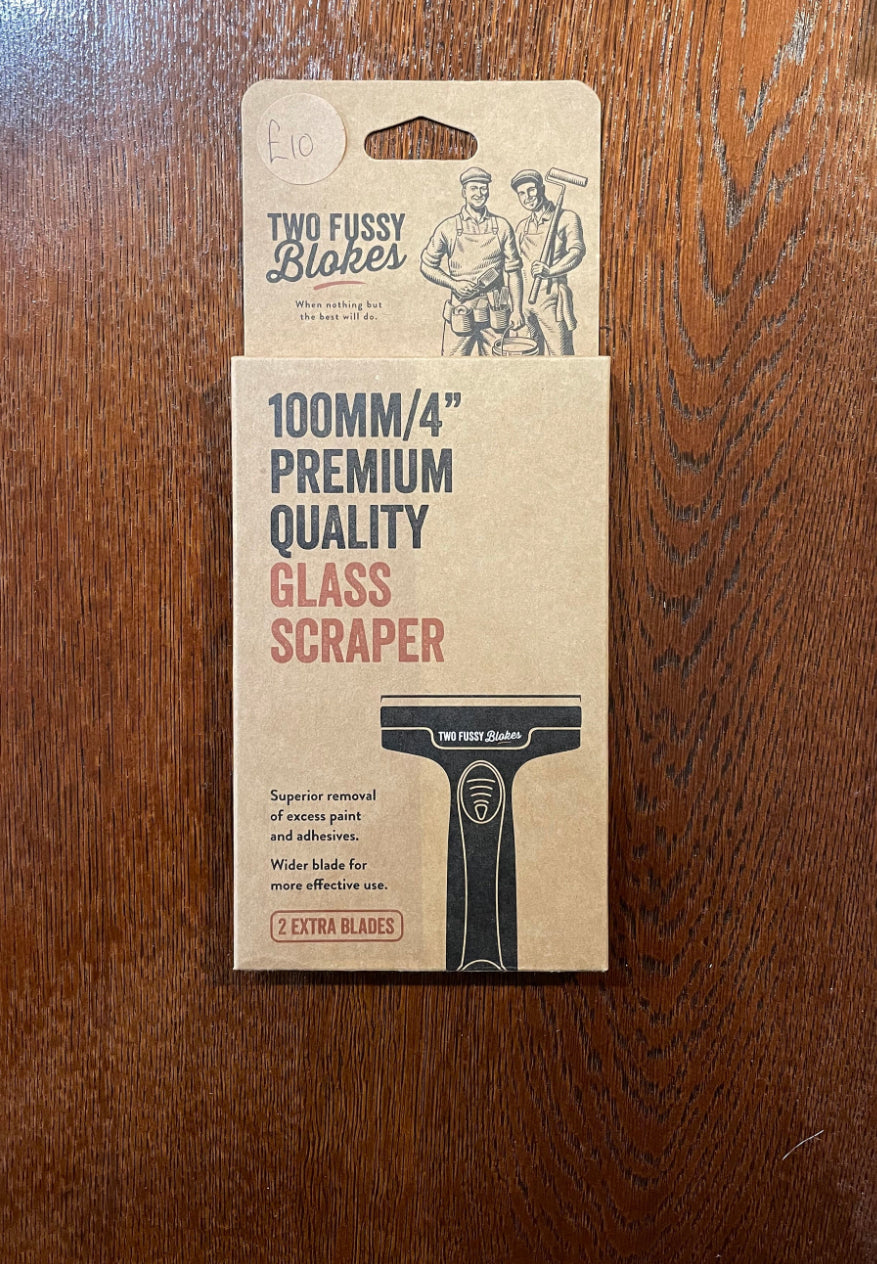 £10
TWO FUSSY
Blokes
When nothing but
the best will do.
100MM/4”
PREMIUM
QUALITY
GLASS
SCRAPER
TWO FUSSY Blokes
Superior removal
of excess paint
and adhesives.
Wider blade for
more effective use.
2 EXTRA BLADES